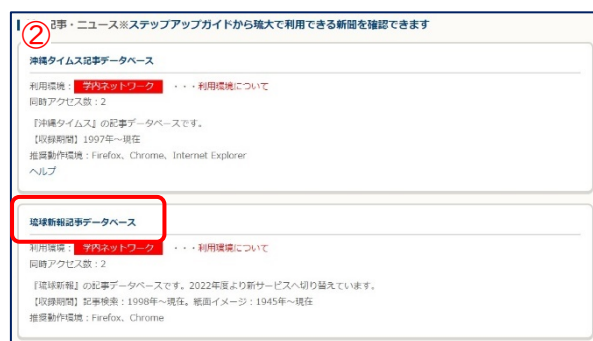 ②
記事・ニュース※ステップアップガイドから琉大で利用できる新聞を確認できます
沖縄タイムス記事データベース
利用環境： 学内ネットワーク ・・・利用環境について
同時アクセス数：2
『沖縄タイムス』の記事データベースです。
【収録期間】1997年～現在
推奨動作環境：Firefox、Chrome、Internet Explorer
ヘルプ
琉球新報記事データベース
利用環境： 学内ネットワーク ・・・利用環境について
同時アクセス数：2
『琉球新報』の記事データベースです。2022年度より新サービスへ切り替えています。
【収録期間】記事検索：1998年～現在。紙面イメージ：1945年～現在
推奨動作環境：Firefox、Chrome